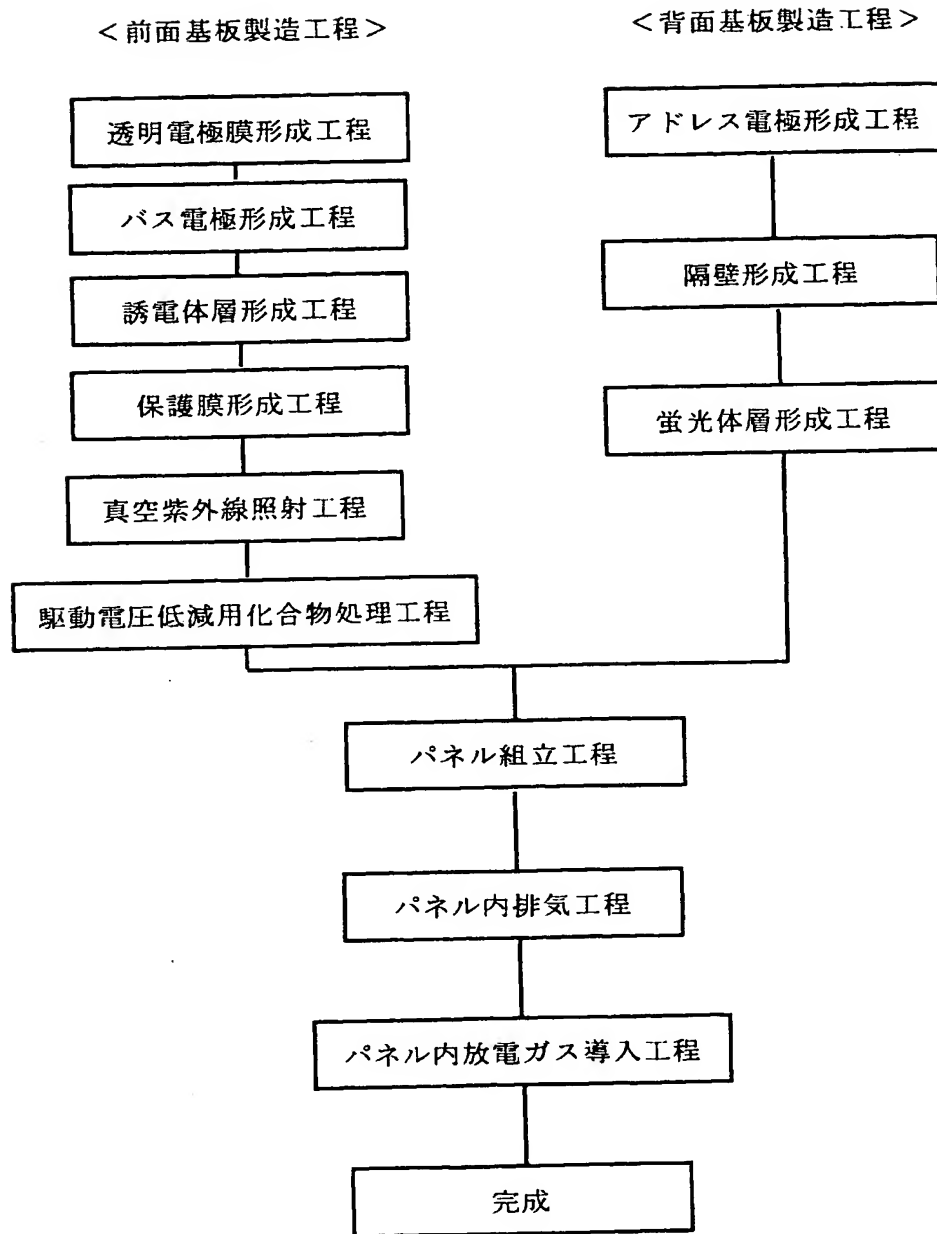 <前面基板製造工程>
透明電極膜形成工程
バス電極形成工程
誘電体層形成工程
保護膜形成工程
真空紫外線照射工程
駆動電圧低減用化合物処理工程
<背面基板製造工程>
アドレス電極形成工程
隔壁形成工程
蛍光体層形成工程
パネル組立工程
パネル内排気工程
パネル内放電ガス導入工程
完成